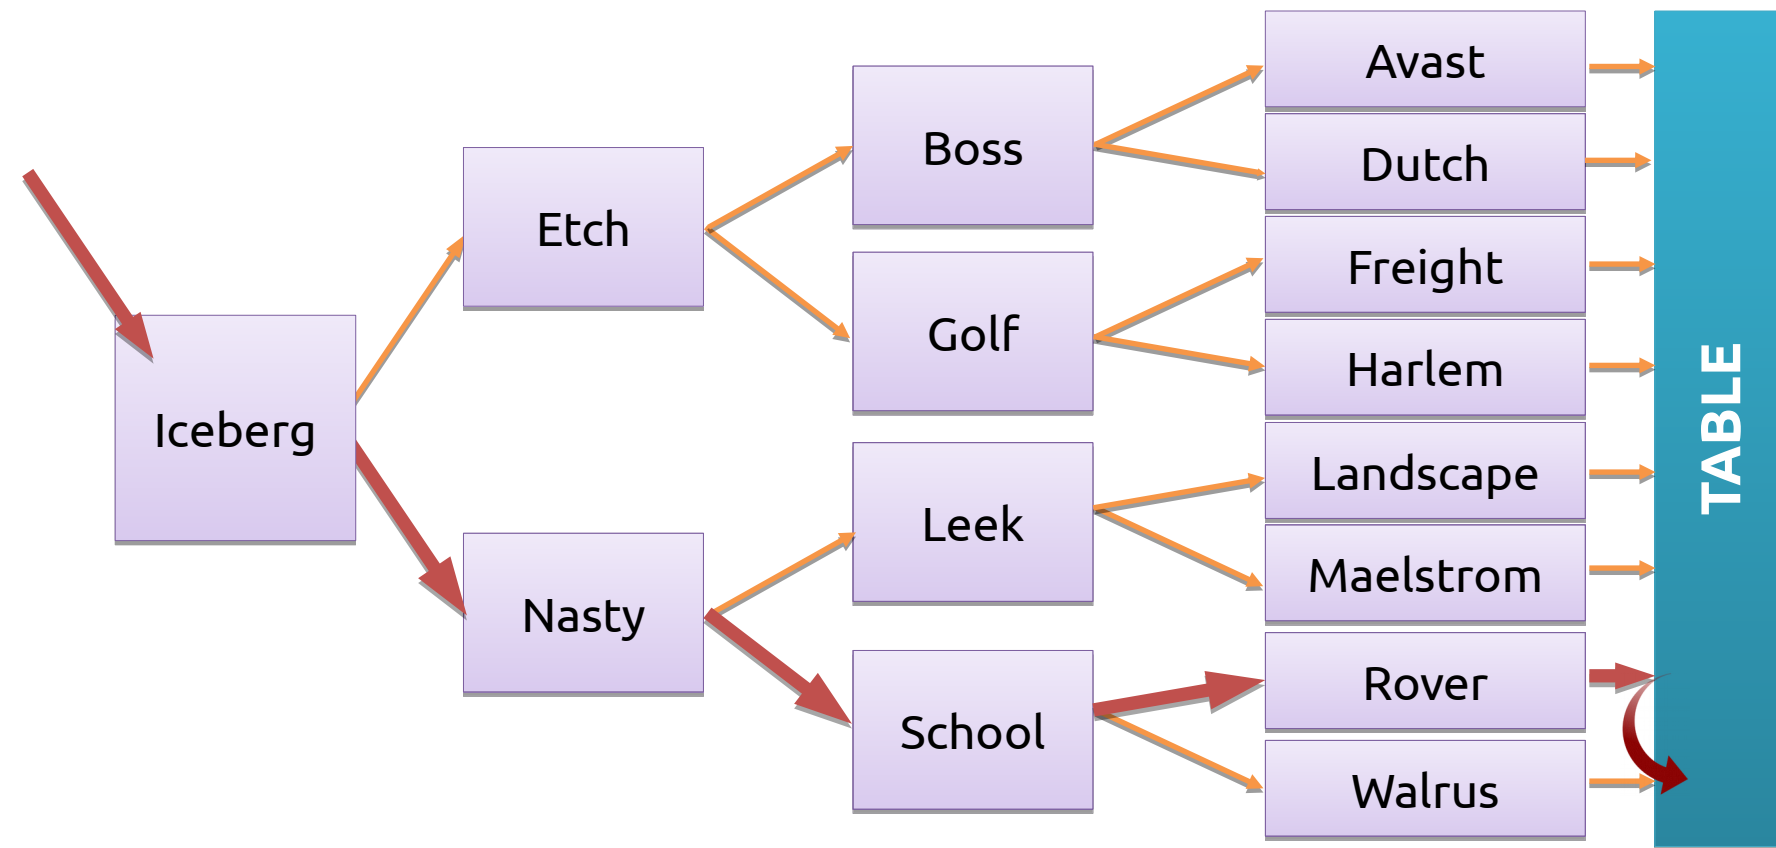 Iceberg
Etch
Nasty
Boss
Golf
Leek
School
Avast
Dutch
Freight
Harlem
Landscape
Maelstrom
Rover
Walrus
TABLE